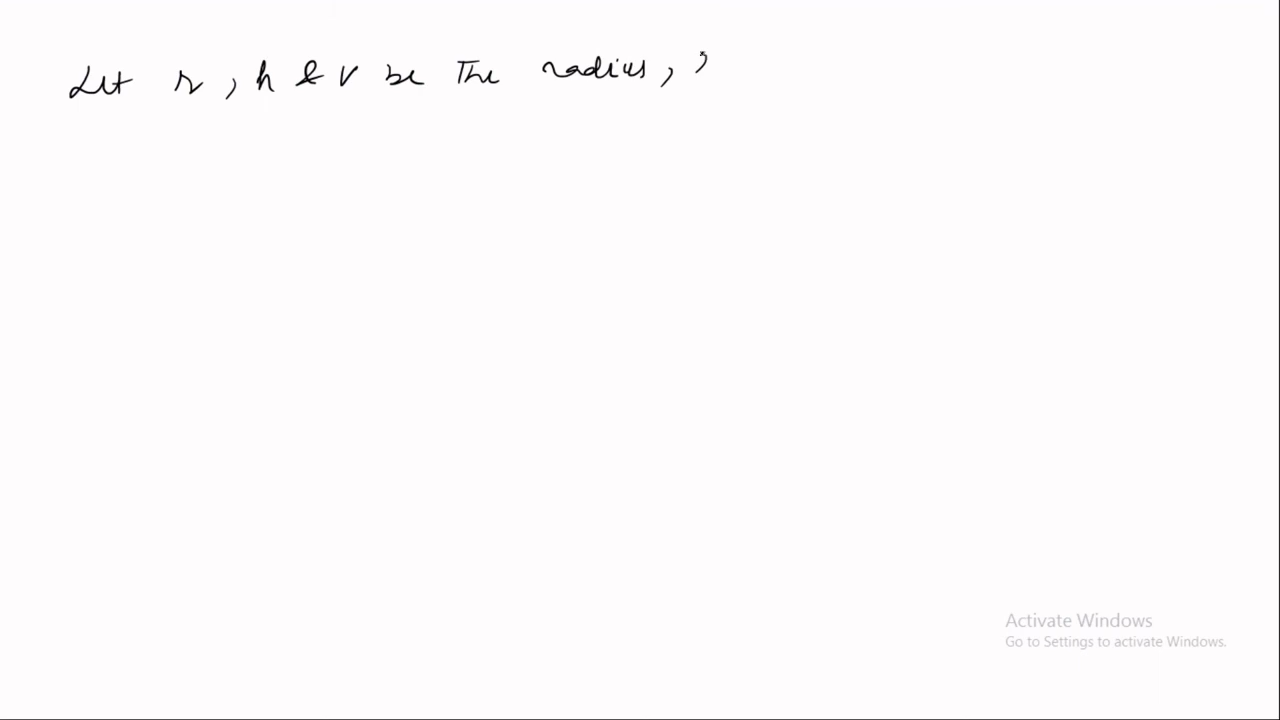 Let r, h & V be the radius, ,
Activate Windows
Go to Settings to activate Windows.